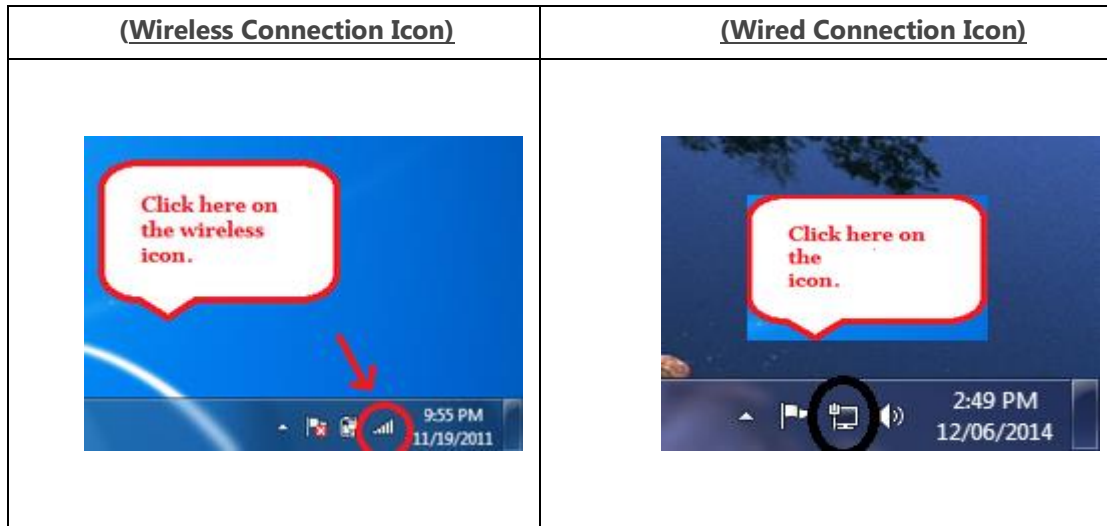 (Wireless Connection Icon)
(Wired Connection Icon)
Click here on
the wireless
icon.
9:55 PM
11/19/2011
Click here on
the
icon.
2:49 PM
12/06/2014